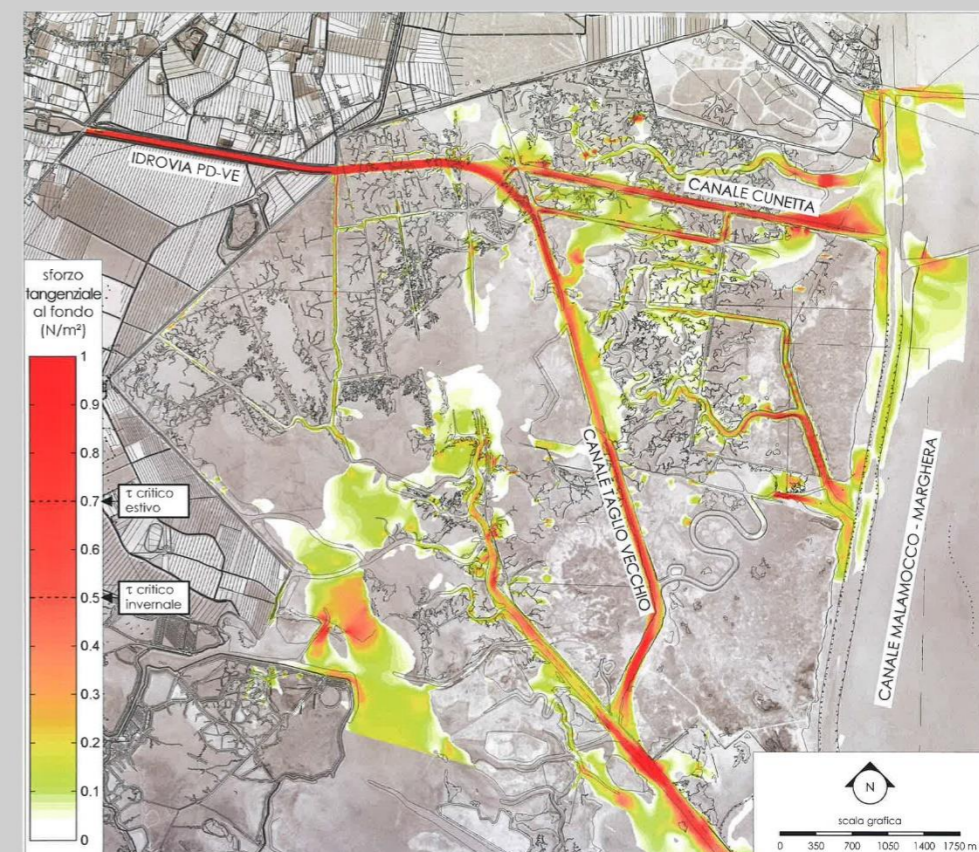 IDROVIA PD-VE
CANALE CUNETTA
sforzo
tangenziale
al fondo
(N/m²)
1
0.9
0.8
0.7
0.6
0.5
0.4
0.3
0.2
0.1
0
τ critico
estivo
τ critico
invernale
CANALE TAGLIO VECCHIO
CANALE MALAMOCCO - MARGHERA
N
scala grafica
0 350 700 1050 1400 1750 m